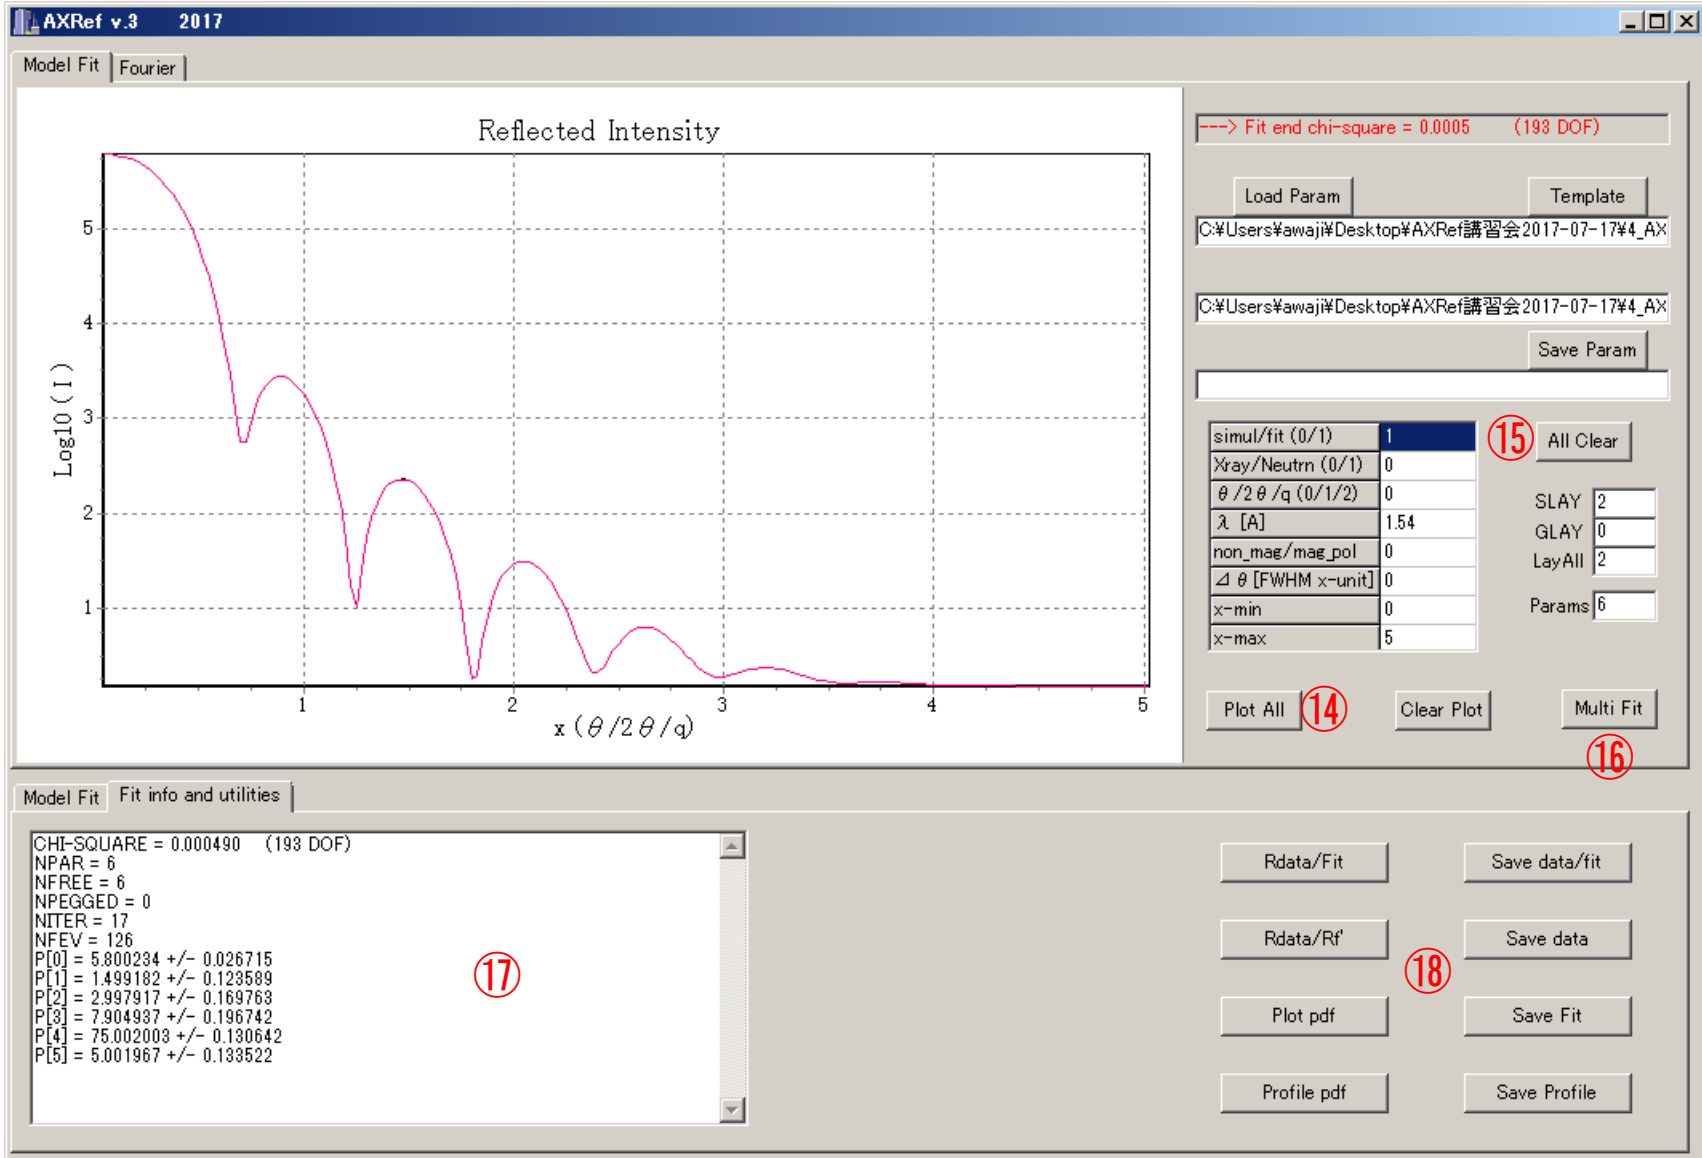 AXRef v.3 2017
Model Fit Fourier
Reflected Intensity
Log10 ( I )
5
4
3
2
1
1 2 3 4 5
x (θ/2θ/q)
---> Fit end chi-square = 0.0005 (193 DOF)
Load Param Template
C:¥Users¥awaji¥Desktop¥AXRef講習会2017-07-17¥4_AX
C:¥Users¥awaji¥Desktop¥AXRef講習会2017-07-17¥4_AX
Save Param
simul/fit (0/1) 1
Xray/Neutrn (0/1) 0
θ/2θ/q (0/1/2) 0
λ [A] 1.54
non_mag/mag_pol 0
⊿θ[FWHM x-unit] 0
x-min 0
x-max 5
⑮ All Clear
SLAY 2
GLAY 0
LayAll 2
Params 6
Plot All ⑭ Clear Plot Multi Fit
⑯
Model Fit Fit info and utilities
CHI-SQUARE = 0.000490 (193 DOF)
NPAR = 6
NFREE = 6
NPEGGED = 0
NITER = 17
NFEV = 126
P[0] = 5.800234 +/- 0.026715
P[1] = 1.499182 +/- 0.123589
P[2] = 2.997917 +/- 0.169763
P[3] = 7.904937 +/- 0.196742
P[4] = 75.002003 +/- 0.130642
P[5] = 5.001967 +/- 0.133522
⑰
Rdata/Fit Save data/fit
Rdata/Rf' Save data
⑱
Plot pdf Save Fit
Profile pdf Save Profile